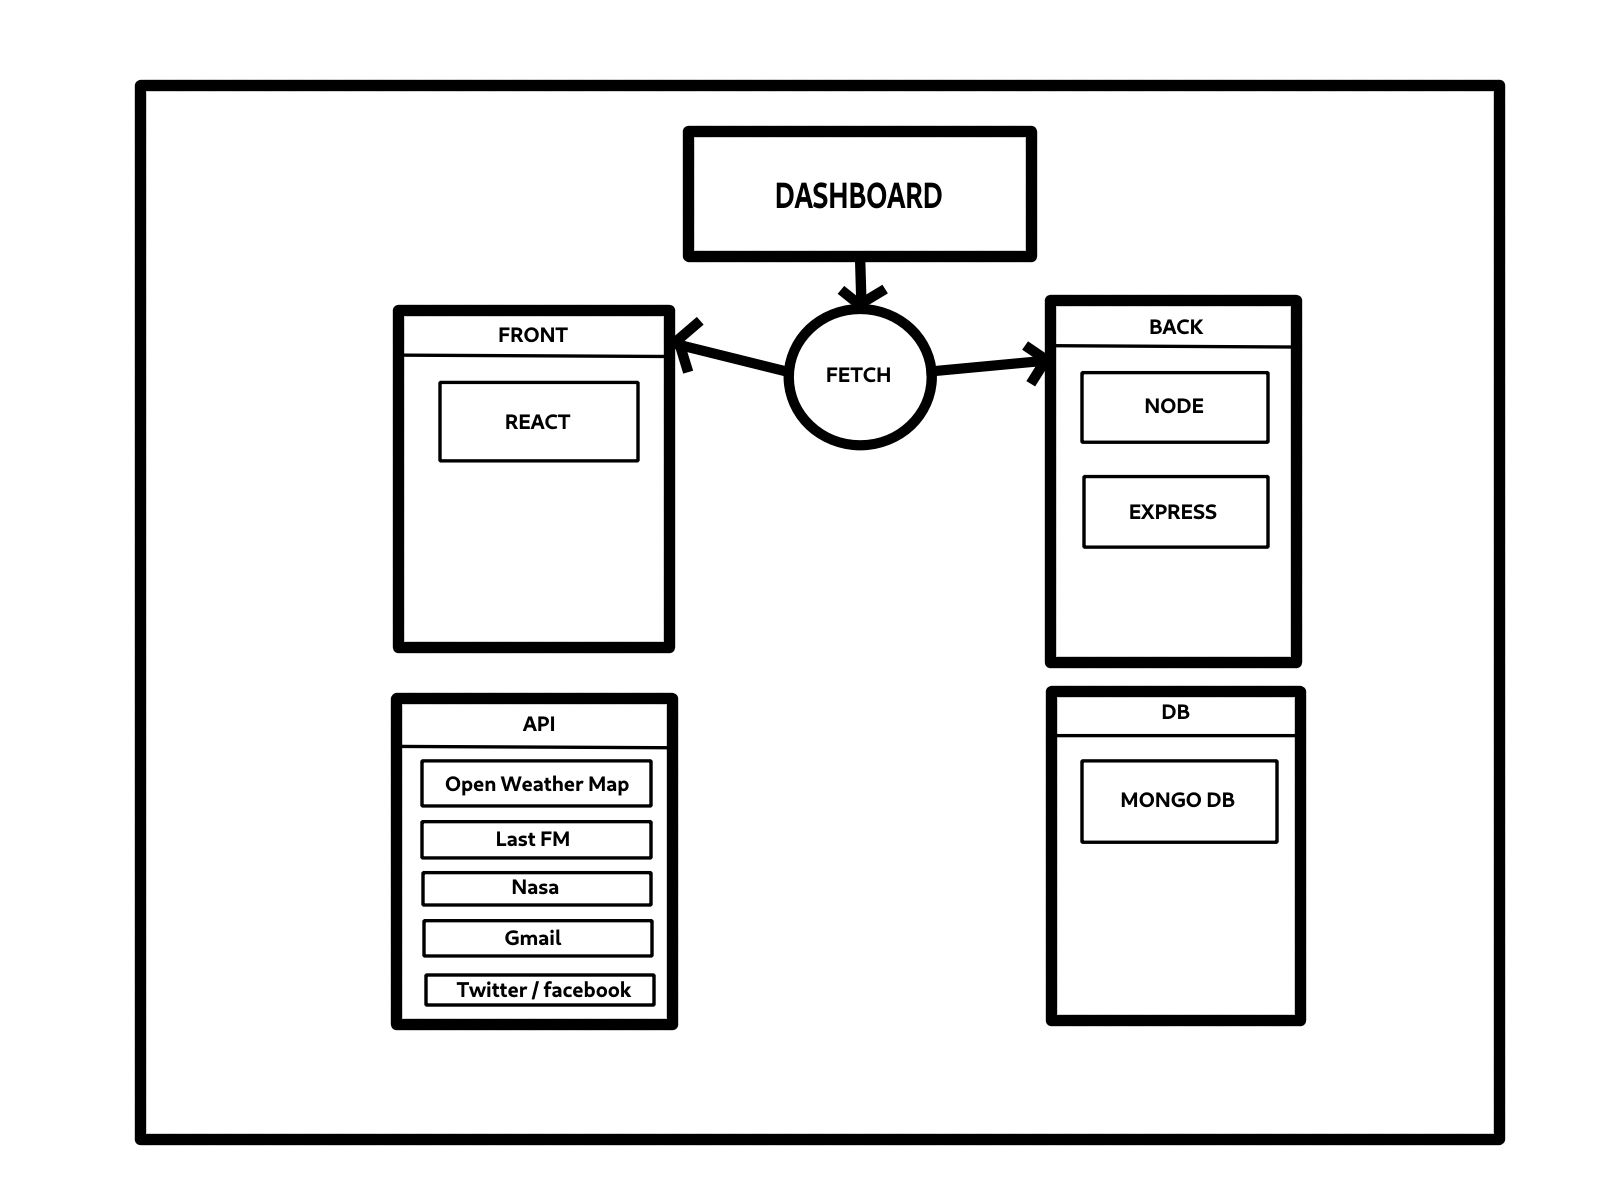 DASHBOARD
FETCH
FRONT
REACT
BACK
NODE
EXPRESS
API
Open Weather Map
Last FM
Nasa
Gmail
Twitter / facebook
DB
MONGO DB